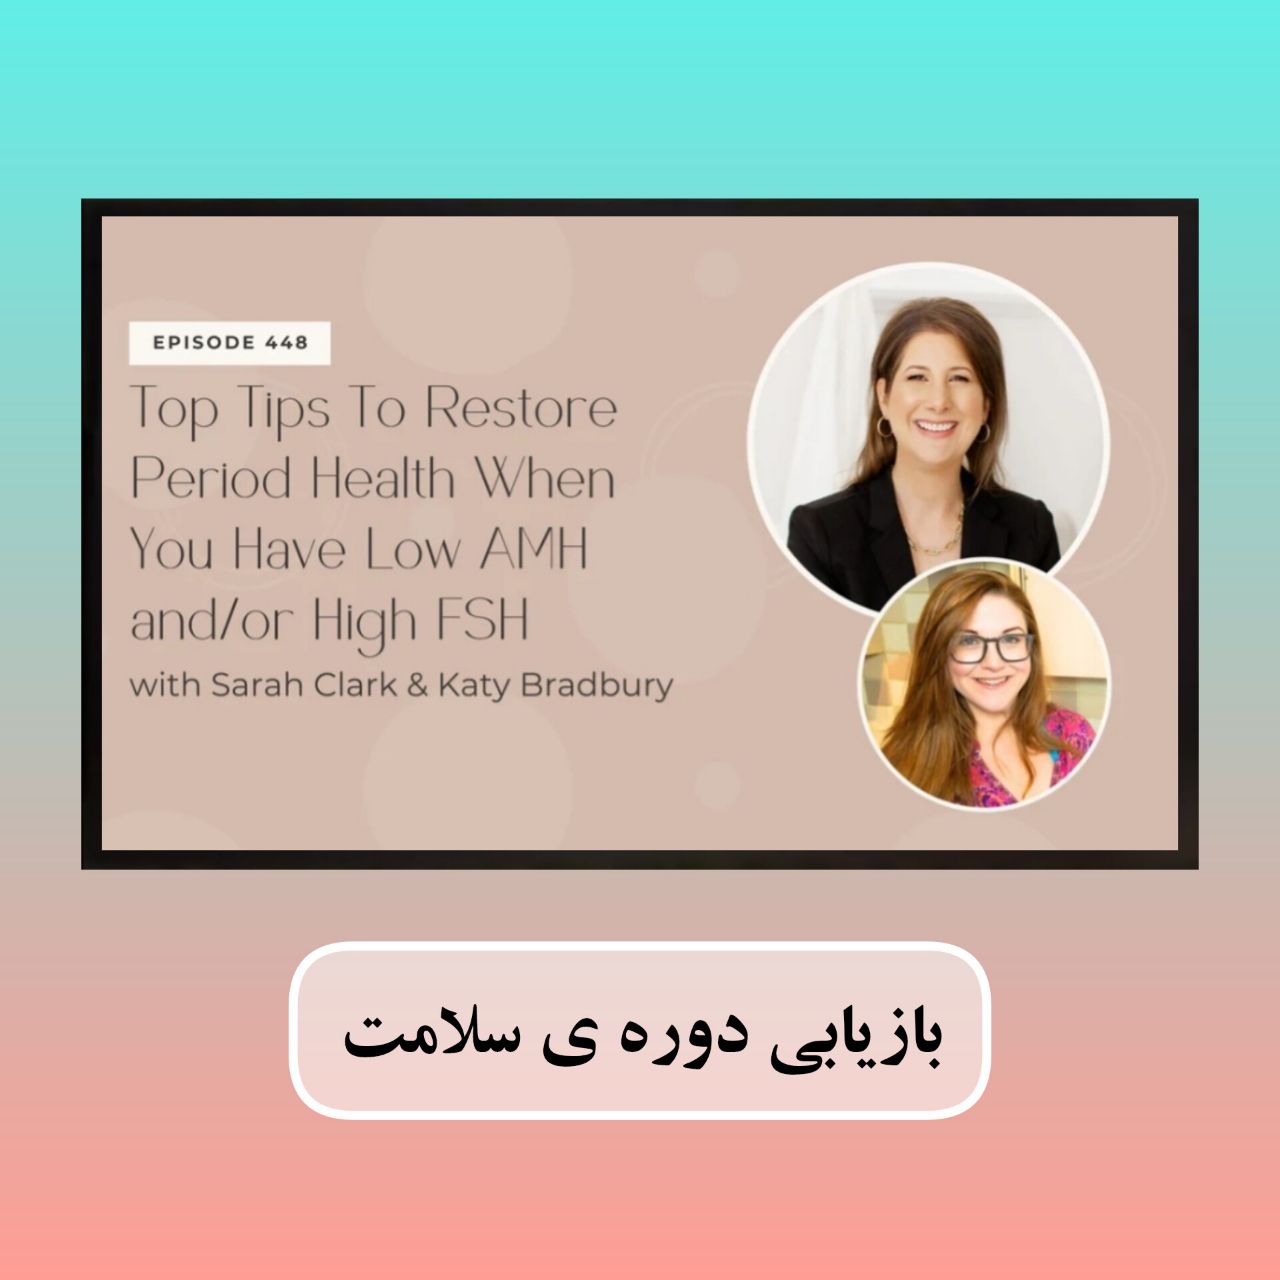 EPISODE 448
Top Tips To Restore
Period Health When
You Have Low AMH
and/or High FSH
with Sarah Clark & Katy Bradbury
بازیابی دوره ی سلامت